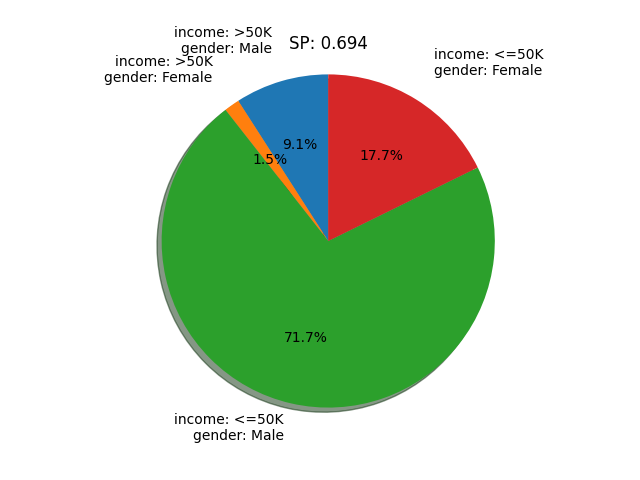 income: >50K
gender: Male
SP: 0.694
income: >50K
gender: Female
income: <=50K
gender: Female
9.1%
1.5%
17.7%
71.7%
income: <=50K
gender: Male